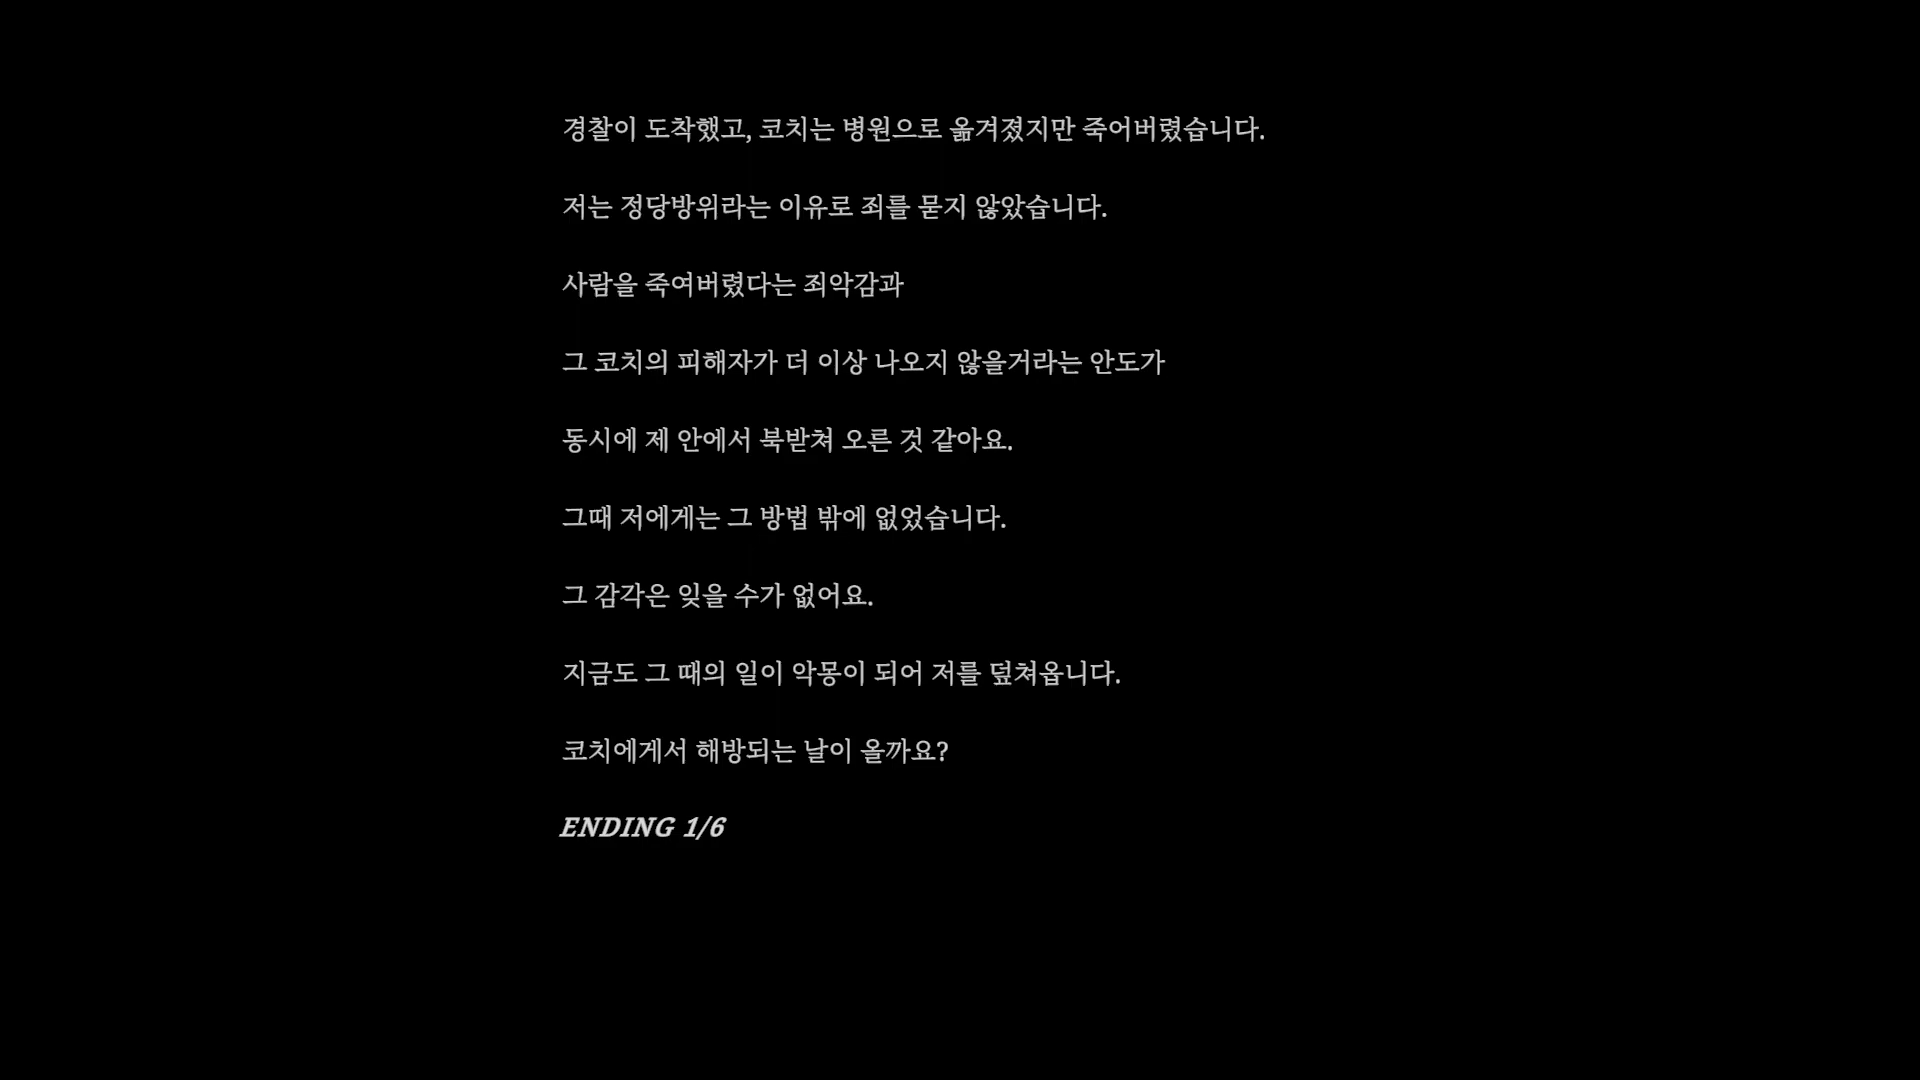 경찰이 도착했고, 코치는 병원으로 옮겨졌지만 죽어버렸습니다.
저는 정당방위라는 이유로 죄를 묻지 않았습니다.
사람을 죽여버렸다는 죄악감과
그 코치의 피해자가 더 이상 나오지 않을거라는 안도가
동시에 제 안에서 북받쳐 오른 것 같아요.
그때 저에게는 그 방법 밖에 없었습니다.
그 감각은 잊을 수가 없어요.
지금도 그 때의 일이 악몽이 되어 저를 덮쳐옵니다.
코치에게서 해방되는 날이 올까요?
ENDING 1/6